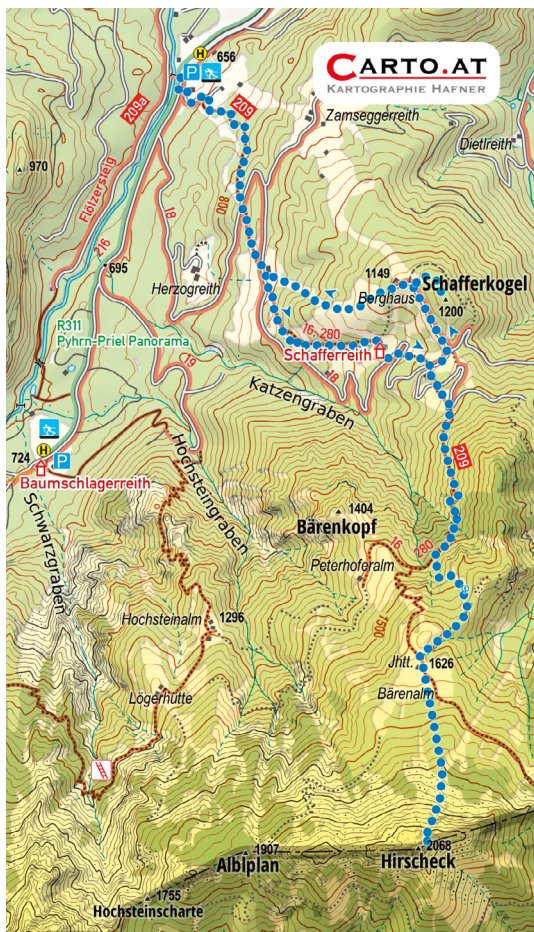 CARTO.AT
KARTOGRAPHIE HAFNER
H
656
P
209a
209
Zamseggerreith
Dietlreith
970
Flötzersteig
18
800
216
695
Herzogreith
1149
Berghaus
Schafferkogel
1200
R311
Pyhrn-Priel Panorama
16-280
Schafferreith
18
19
Katzengraben
724
H
P
Baumschlagerreith
209
Hochsteingraben
Schwarzgraben
1404
Bärenkopf
16
280
Peterhoferalm
1500
Hochsteinalm
1296
Jhtt.
1626
Bärenalm
Lögerhütte
2068
Hirscheck
1907
Alblplan
1755
Hochsteinscharte